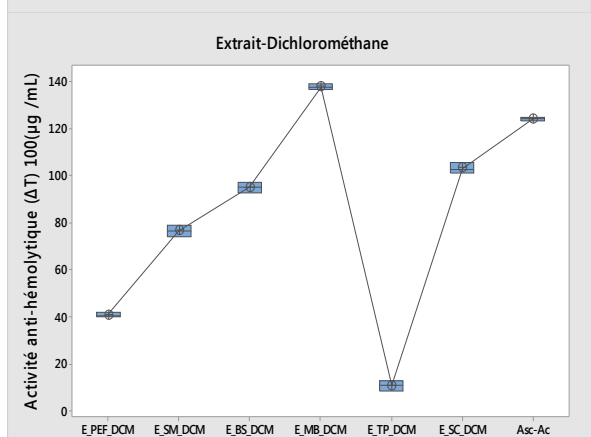 Extrait-Dichlorométhane
Activité anti-hémolytique (ΔT) 100(µg /mL)
140
120
100
80
60
40
20
0
E_PEF_DCM E_SM_DCM E_BS_DCM E_MB_DCM E_TP_DCM E_SC_DCM Asc-Ac